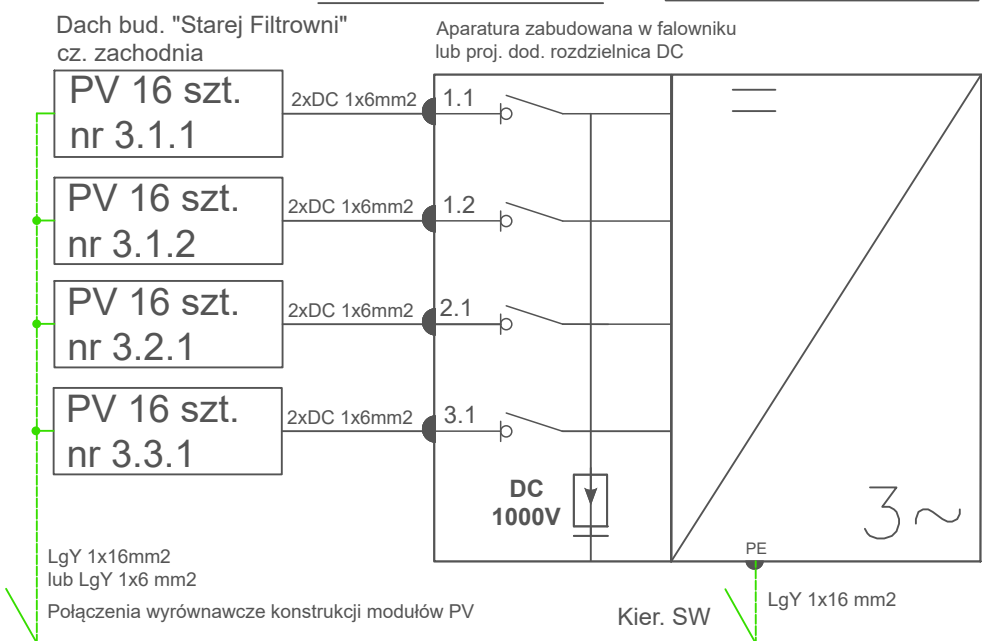 Dach bud. "Starej Filtrowni"
cz. zachodnia
Aparatura zabudowana w falowniku
lub proj. dod. rozdzielnica DC
PV 16 szt.
nr 3.1.1
2xDC 1x6mm2
1.1
PV 16 szt.
nr 3.1.2
2xDC 1x6mm2
1.2
PV 16 szt.
nr 3.2.1
2xDC 1x6mm2
2.1
PV 16 szt.
nr 3.3.1
2xDC 1x6mm2
3.1
DC
1000V
3~
PE
LgY 1x16mm2
lub LgY 1x6 mm2
Połączenia wyrównawcze konstrukcji modułów PV
Kier. SW
LgY 1x16 mm2